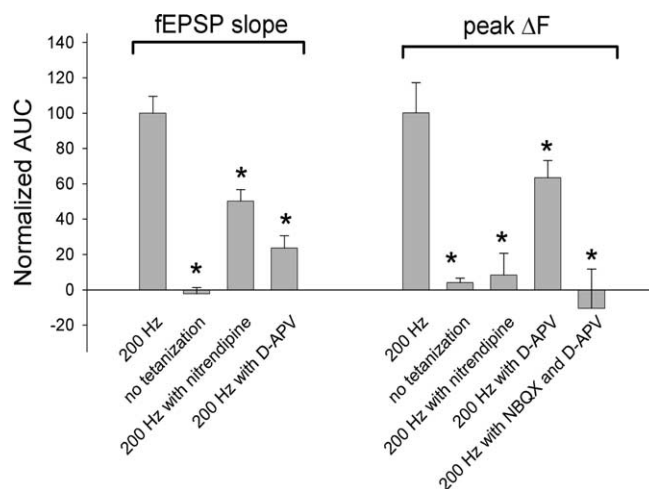 fEPSP slope
peak ΔF
Normalized AUC
140
120
100
80
60
40
20
0
-20
*
*
*
*
*
*
*
200 Hz
no tetanization
200 Hz with nitrendipine
200 Hz with D-APV
200 Hz
no tetanization
200 Hz with nitrendipine
200 Hz with D-APV
200 Hz with NBQX and D-APV